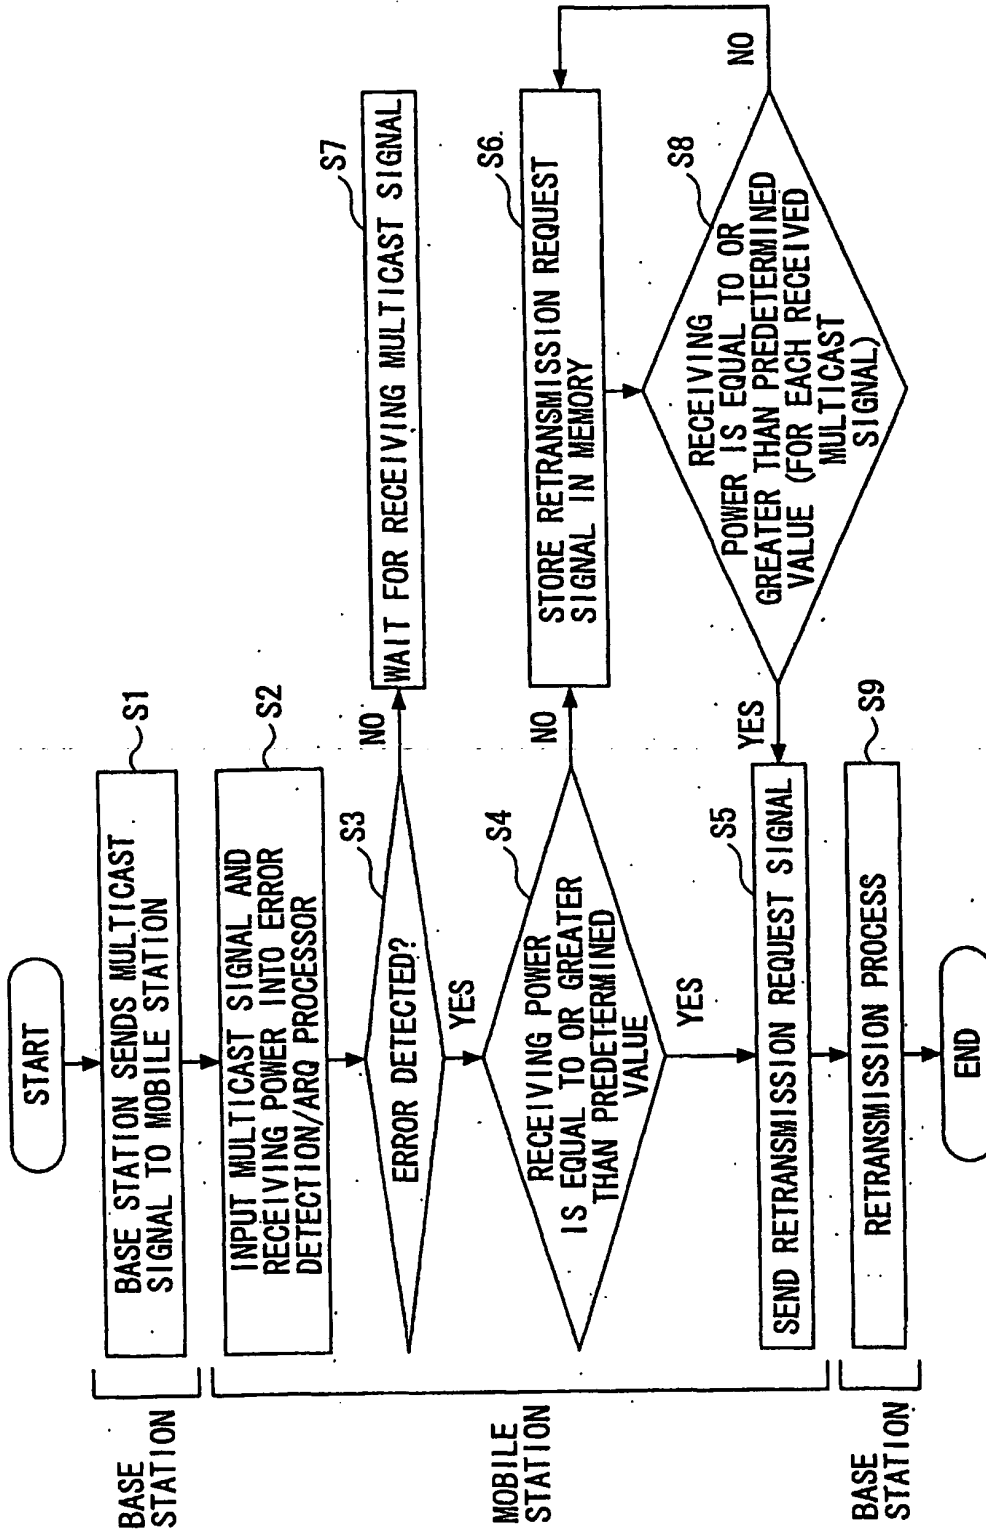 START
BASE STATION SENDS MULTICAST
SIGNAL TO MOBILE STATION
S1
INPUT MULTICAST SIGNAL AND
RECEIVING POWER INTO ERROR
DETECTION/ARQ PROCESSOR
S2
ERROR DETECTED?
S3
NO
WAIT FOR RECEIVING MULTICAST SIGNAL
S7
YES
RECEIVING POWER
IS EQUAL TO OR GREATER
THAN PREDETERMINED
VALUE
S4
NO
STORE RETRANSMISSION REQUEST
SIGNAL IN MEMORY
S6
RECEIVING
POWER IS EQUAL TO OR
GREATER THAN PREDETERMINED
VALUE (FOR EACH RECEIVED
MULTICAST
SIGNAL)
S8
NO
YES
YES
SEND RETRANSMISSION REQUEST SIGNAL
S5
RETRANSMISSION PROCESS
S9
END
BASE
STATION
MOBILE
STATION
BASE
STATION